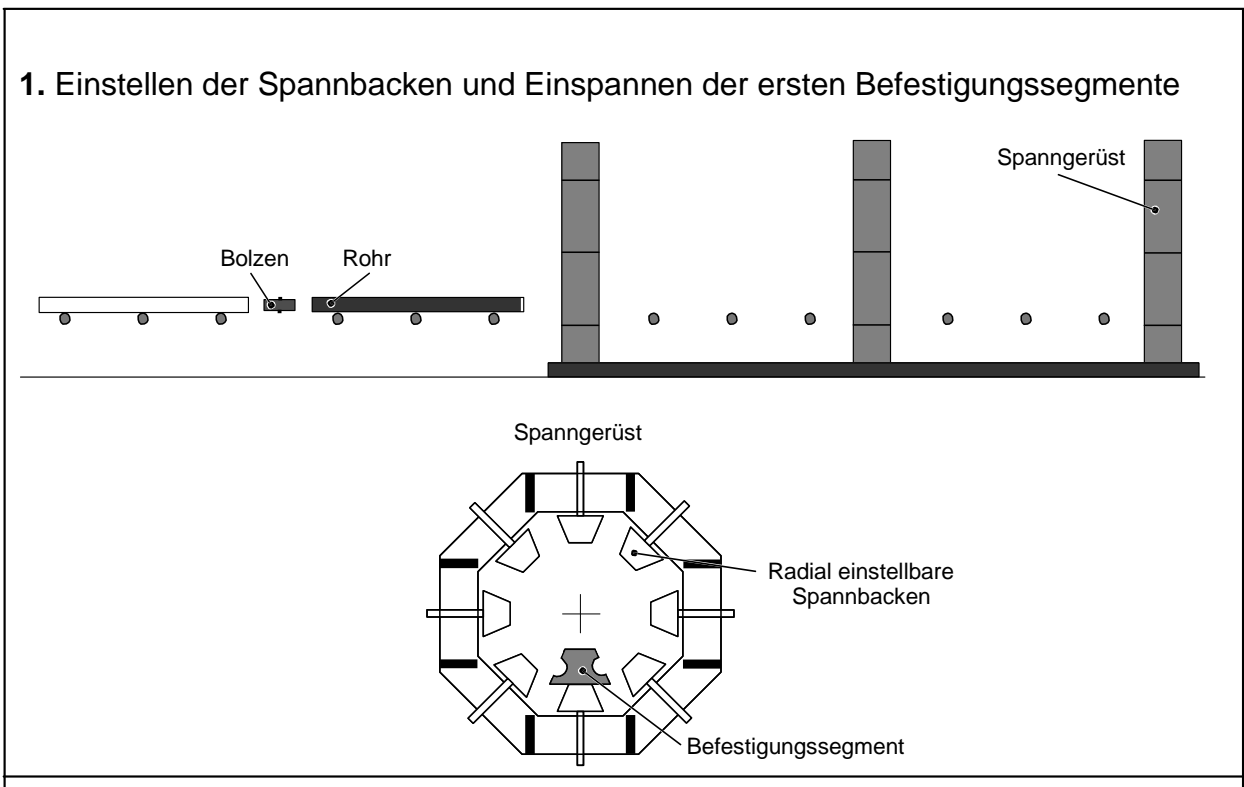 1. Einstellen der Spannbacken und Einspannen der ersten Befestigungssegmente
Spanngerüst
Bolzen
Rohr
Spanngerüst
Radial einstellbare
Spannbacken
Befestigungssegment